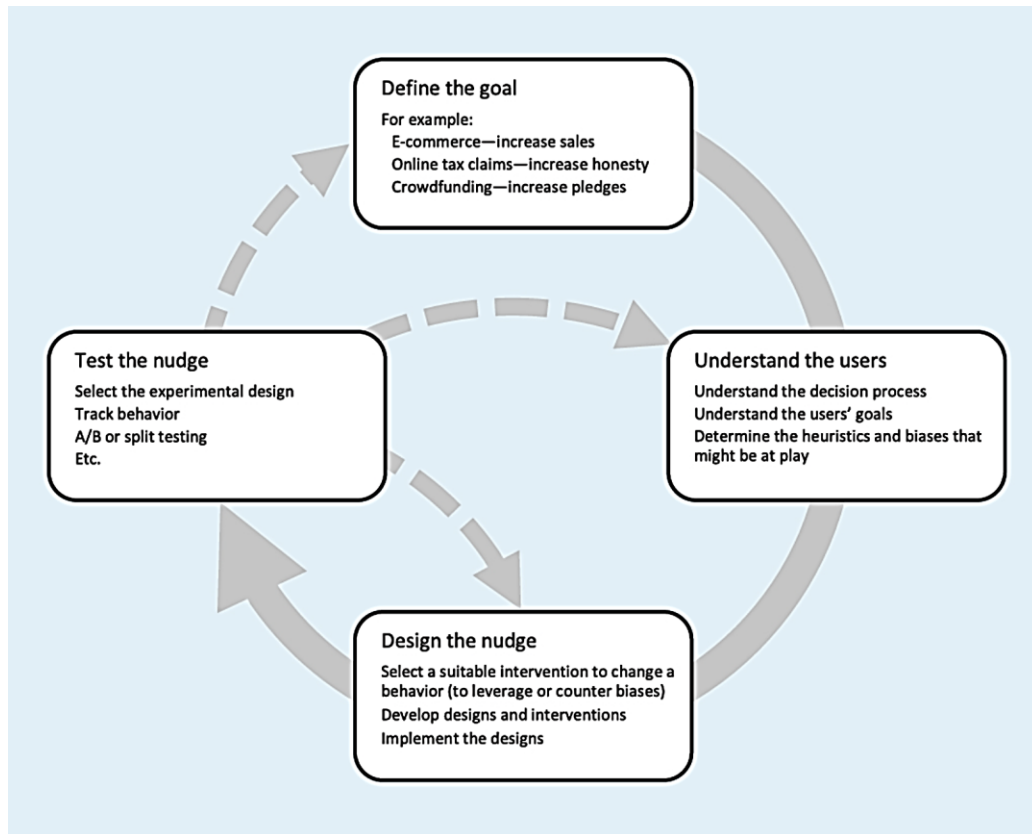 Define the goal
For example:
E-commerce—increase sales
Online tax claims—increase honesty
Crowdfunding—increase pledges
Test the nudge
Select the experimental design
Track behavior
A/B or split testing
Etc.
Understand the users
Understand the decision process
Understand the users’ goals
Determine the heuristics and biases that
might be at play
Design the nudge
Select a suitable intervention to change a
behavior (to leverage or counter biases)
Develop designs and interventions
Implement the designs